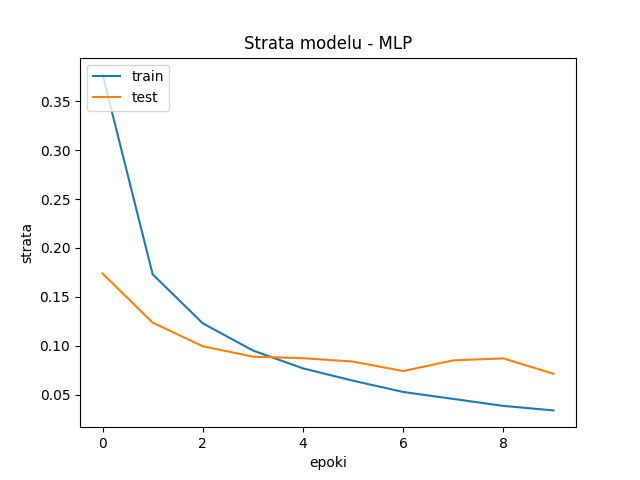 Strata modelu - MLP
train
test
strata
0.35
0.30
0.25
0.20
0.15
0.10
0.05
0 2 4 6 8
epoki